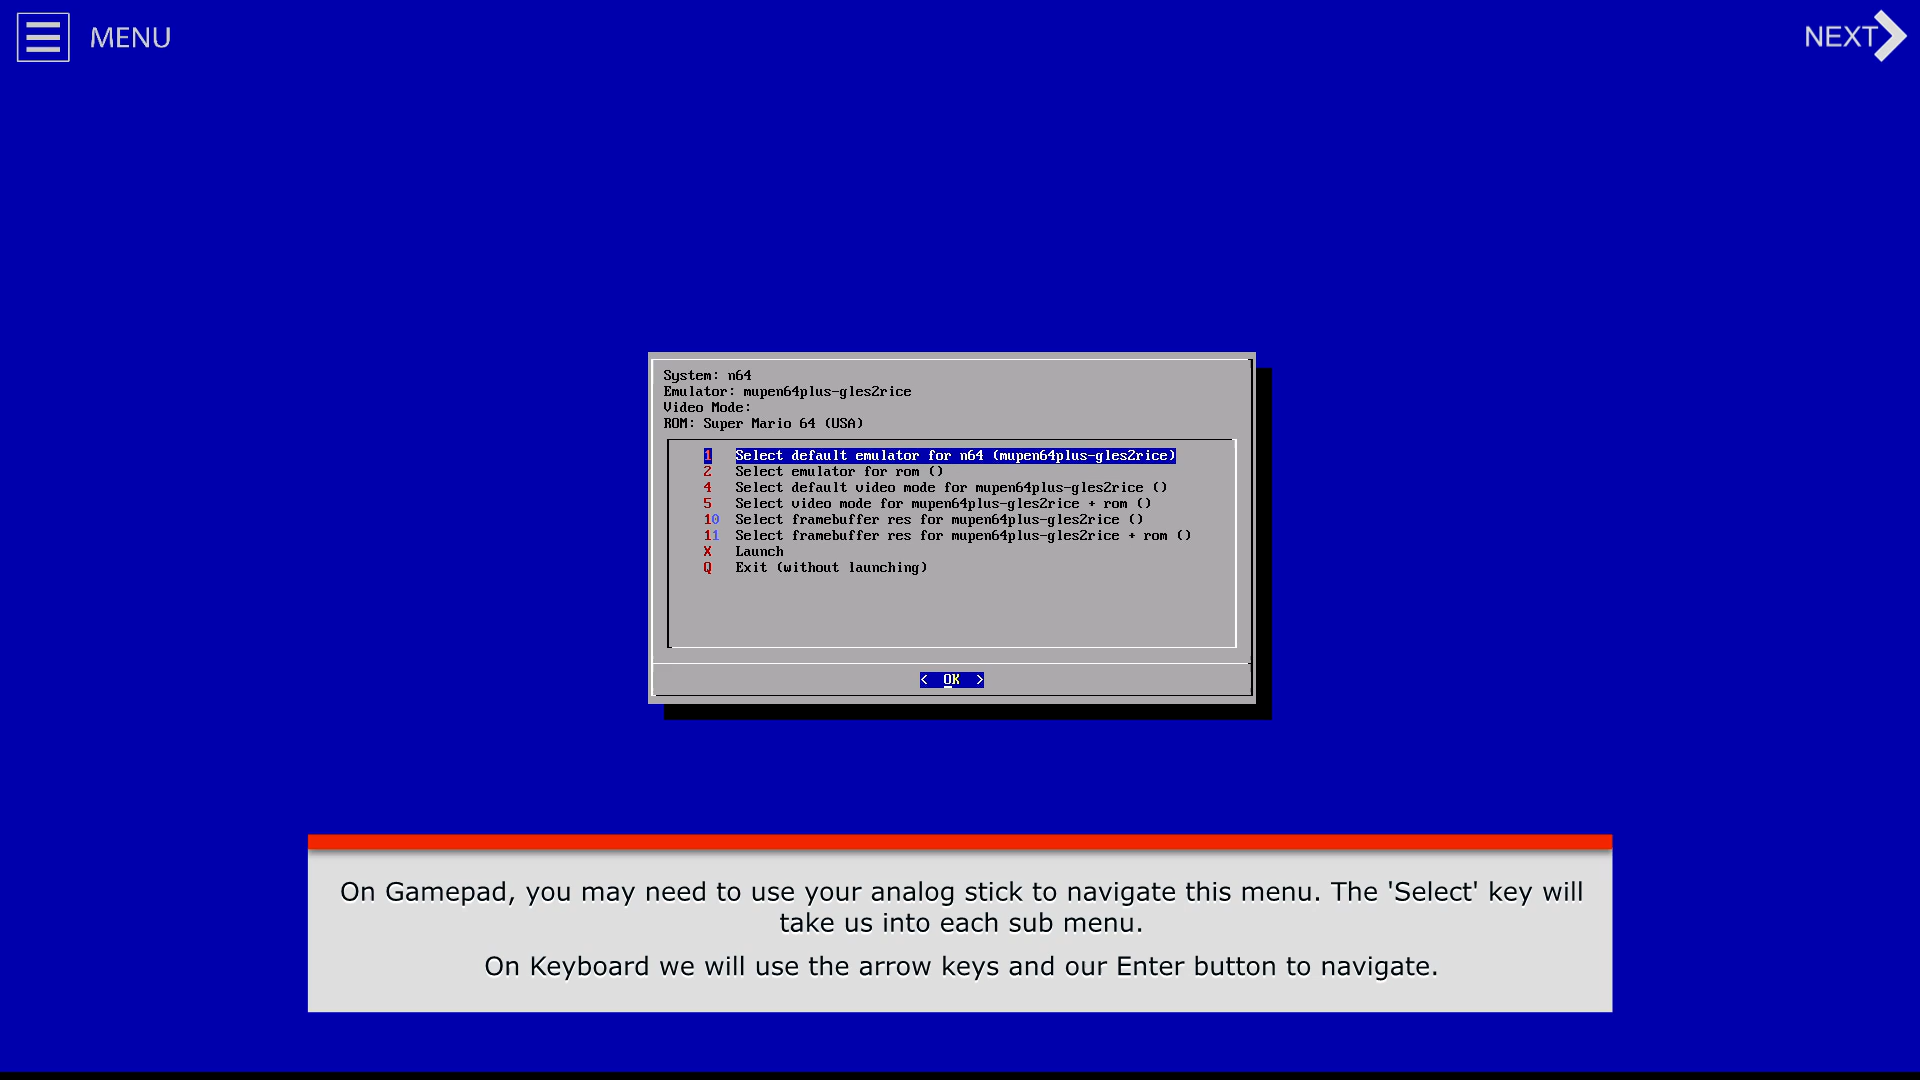 MENU
NEXT
System: n64
Emulator: mupen64plus-gles2rice
Video Mode:
ROM: Super Mario 64 (USA)
1 Select default emulator for n64 (mupen64plus-gles2rice)
2 Select emulator for rom ()
4 Select default video mode for mupen64plus-gles2rice ()
5 Select video mode for mupen64plus-gles2rice + rom ()
10 Select framebuffer res for mupen64plus-gles2rice ()
11 Select framebuffer res for mupen64plus-gles2rice + rom ()
X Launch
Q Exit (without launching)
< OK >
On Gamepad, you may need to use your analog stick to navigate this menu. The 'Select' key will
take us into each sub menu.
On Keyboard we will use the arrow keys and our Enter button to navigate.